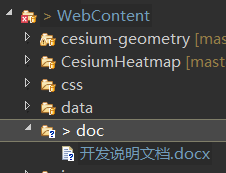 > WebContent
cesium-geometry [mas
CesiumHeatmap [mast
css
data
> doc
开发说明文档.docx